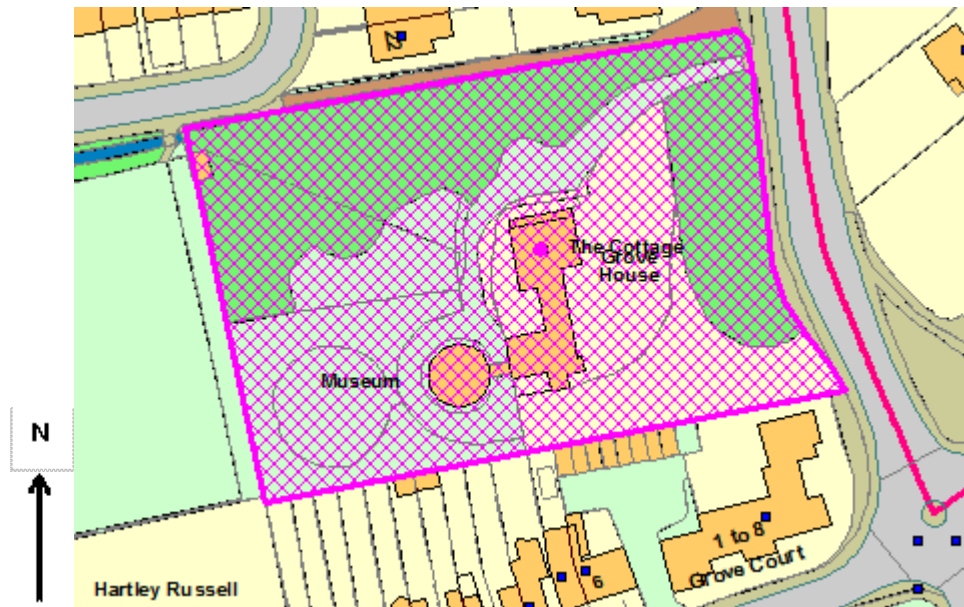 The Cottage
Grove
House
Museum
N
1 to 8
Grove Court
6
Hartley Russell